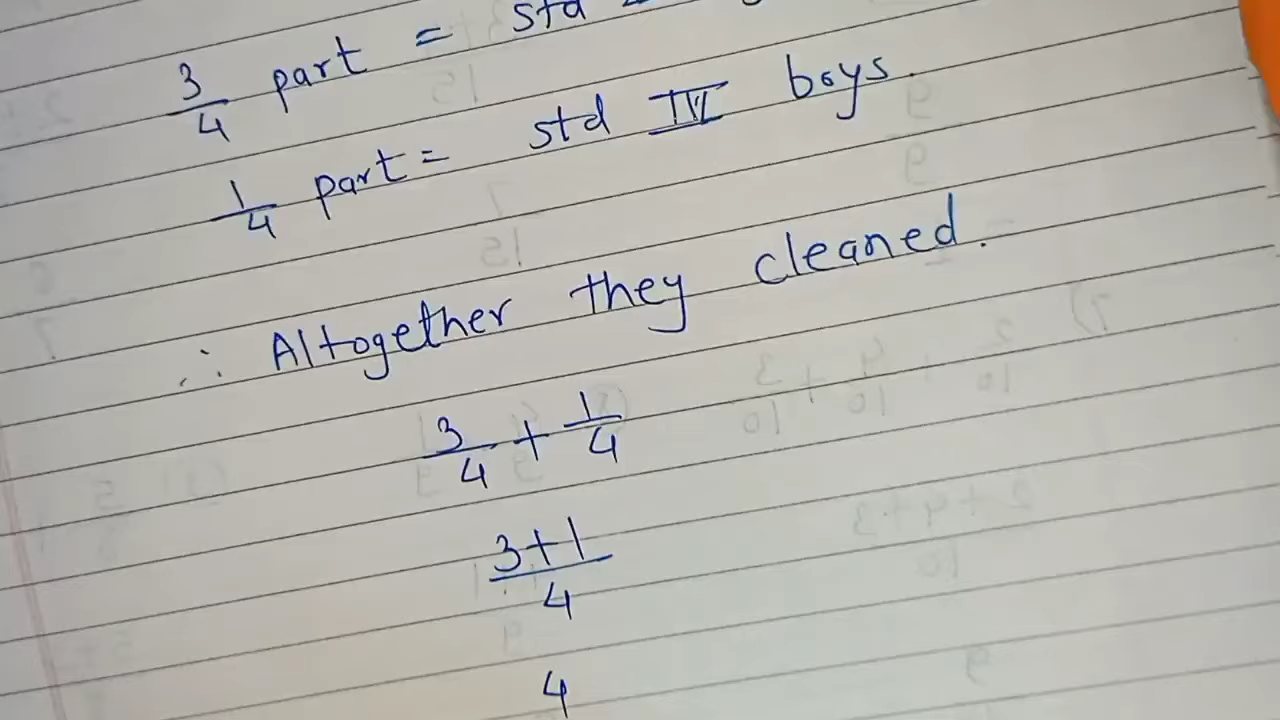 3/4 part = std
1/4 part = std IV boys.
∴ Altogether they cleaned.
3/4 + 1/4
3+1/4
4